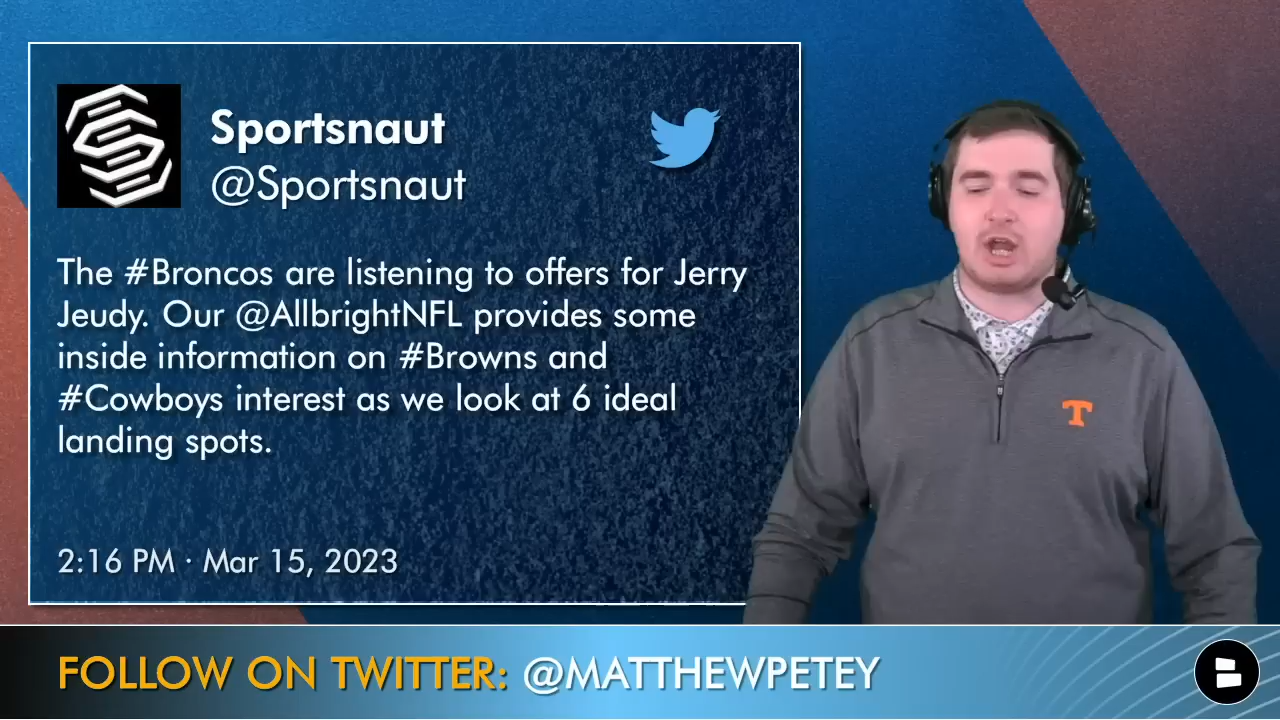 Sportsnaut
@Sportsnaut
The #Broncos are listening to offers for Jerry
Jeudy. Our @AllbrightNFL provides some
inside information on #Browns and
#Cowboys interest as we look at 6 ideal
landing spots.
2:16 PM · Mar 15, 2023
T
FOLLOW ON TWITTER: @MATTHEWPETEY